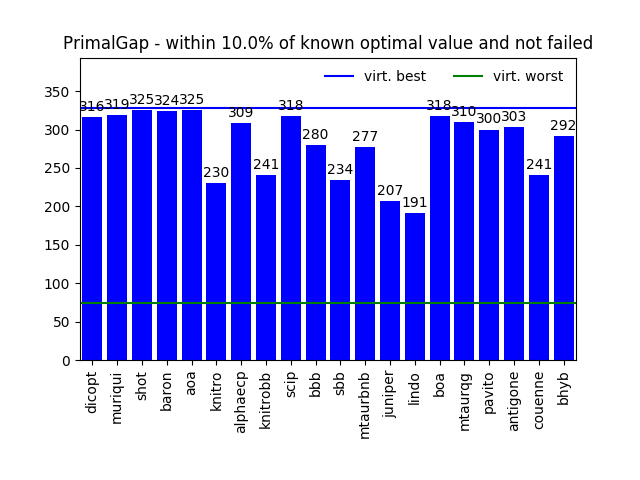 PrimalGap - within 10.0% of known optimal value and not failed
virt. best
virt. worst
350
300
250
200
150
100
50
0
316
319
325
324
325
230
309
241
318
280
234
277
207
191
318
310
300
303
241
292
dicopt
muriqui
shot
baron
aoa
knitro
alphaecp
knitrobb
scip
bbb
sbb
mtaurbnb
juniper
lindo
boa
mtaurqg
pavito
antigone
couenne
bhyb